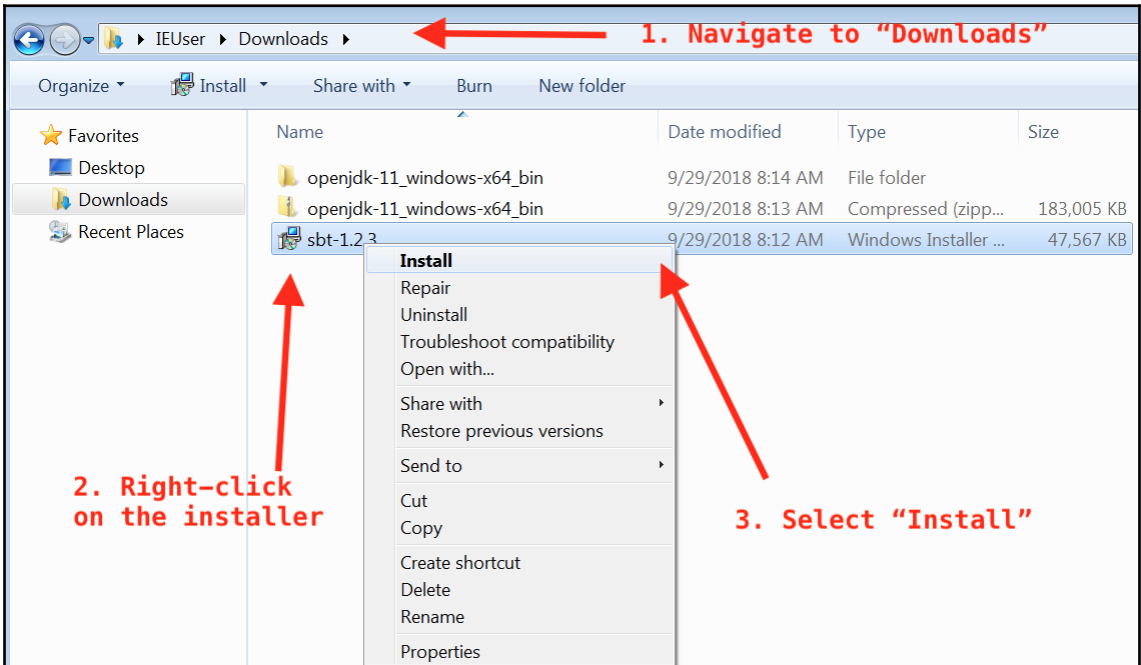 IEUser Downloads
1. Navigate to “Downloads”
Organize Install Share with Burn New folder
Favorites
Desktop
Downloads
Recent Places
Name Date modified Type Size
openjdk-11_windows-x64_bin 9/29/2018 8:14 AM File folder
openjdk-11_windows-x64_bin 9/29/2018 8:13 AM Compressed (zipp... 183,005 KB
sbt-1.2.3 9/29/2018 8:12 AM Windows Installer ... 47,567 KB
Install
Repair
Uninstall
Troubleshoot compatibility
Open with...
Share with
Restore previous versions
Send to
Cut
Copy
Create shortcut
Delete
Rename
Properties
2. Right-click
on the installer
3. Select “Install”